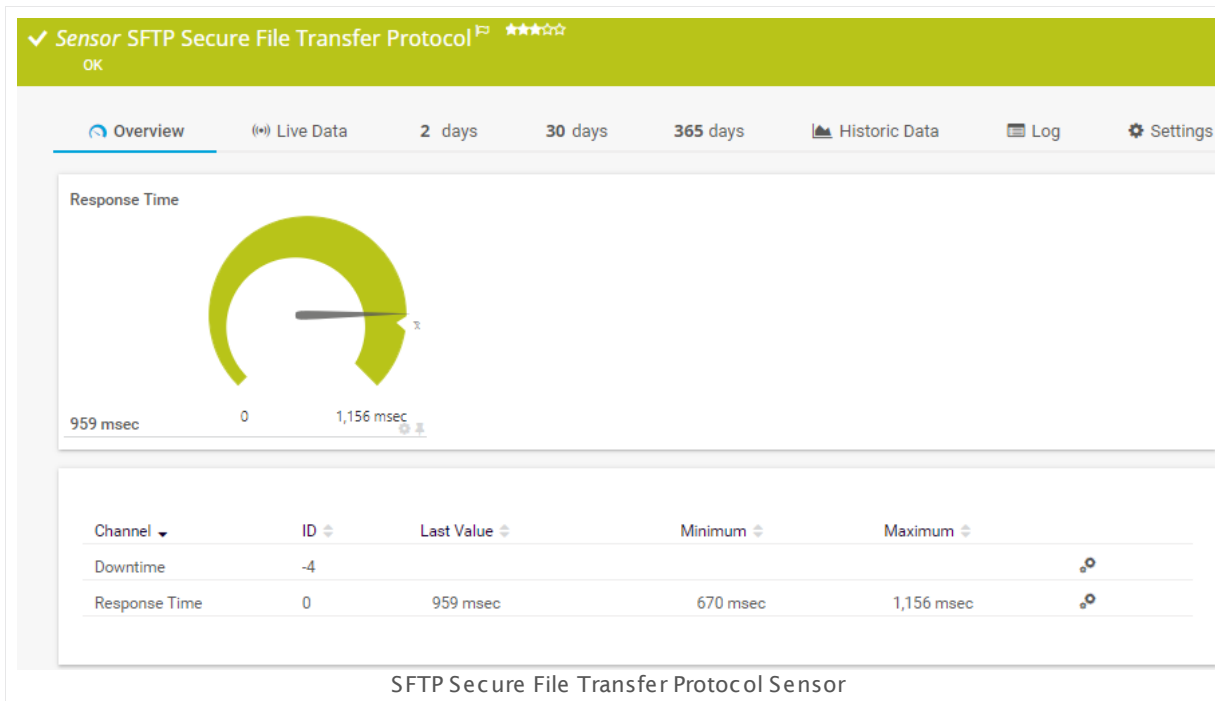 Sensor SFTP Secure File Transfer Protocol
OK
Overview
Live Data
2 days
30 days
365 days
Historic Data
Log
Settings
Response Time
959 msec
0
1,156 msec
Channel ID Last Value Minimum Maximum
Downtime -4
Response Time 0 959 msec 670 msec 1,156 msec
SFTP Secure File Transfer Protocol Sensor